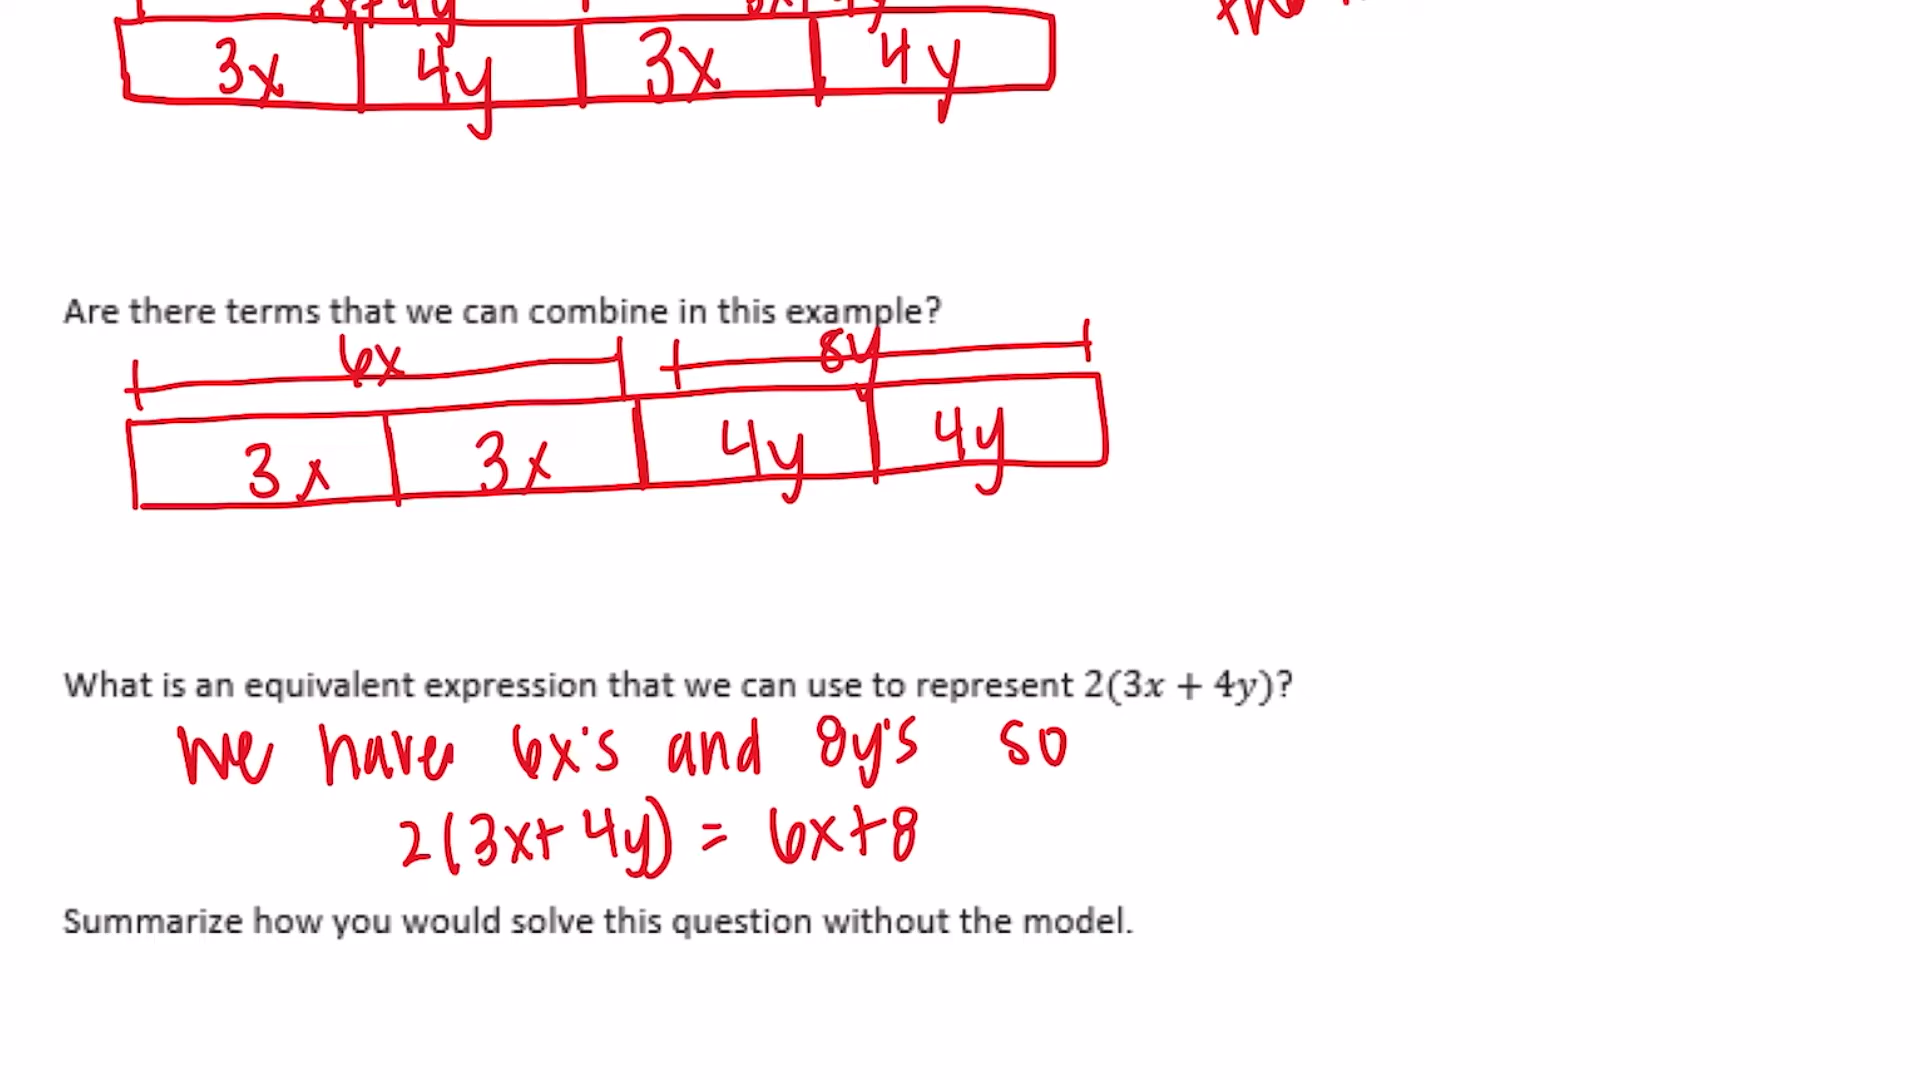 3x 4y 3x 4y
Are there terms that we can combine in this example?
6x 8y
3x 3x 4y 4y
What is an equivalent expression that we can use to represent 2(3x + 4y)?
We have 6x's and 8y's so
2(3x+4y) = 6x+8
Summarize how you would solve this question without the model.